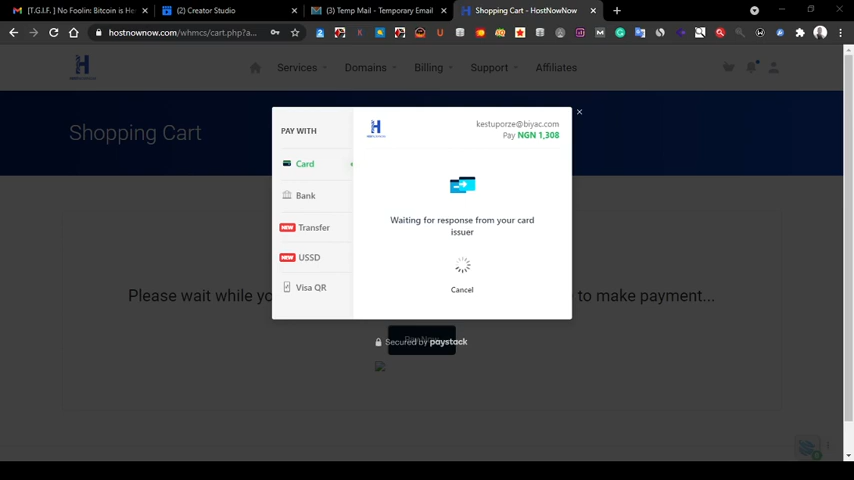 [T.G.I.F. ] No Foolin: Bitcoin is He
(2) Creator Studio
(3) Temp Mail - Temporary Email
Shopping Cart - HostNowNow
hostnownow.com/whmcs/cart.php?a...
Services
Domains
Billing
Support
Affiliates
Shopping Cart
PAY WITH
Card
Bank
NEW Transfer
NEW USSD
Visa QR
kestuporze@biyac.com
Pay NGN 1,308
Waiting for response from your card
issuer
Cancel
Please wait while yo
to make payment...
Secured by paystack